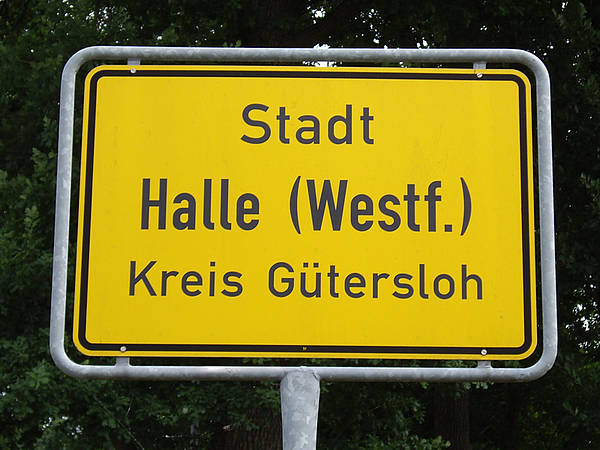 Stadt
Halle (Westf.)
Kreis Gütersloh